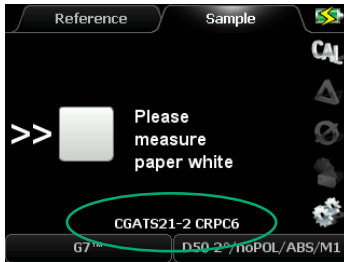 Reference Sample
CAL
>> Please
measure
paper white
CGATS21-2 CRPC6
G7™ D50 2°/noPOL/ABS/M1